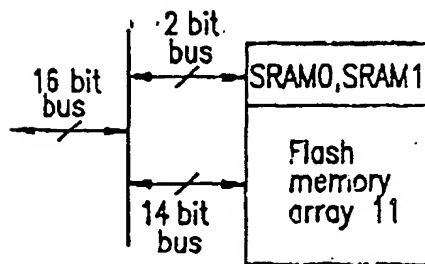 16 bit
bus
2 bit
bus
14 bit
bus
SRAM0, SRAM1
Flash
memory
array 11